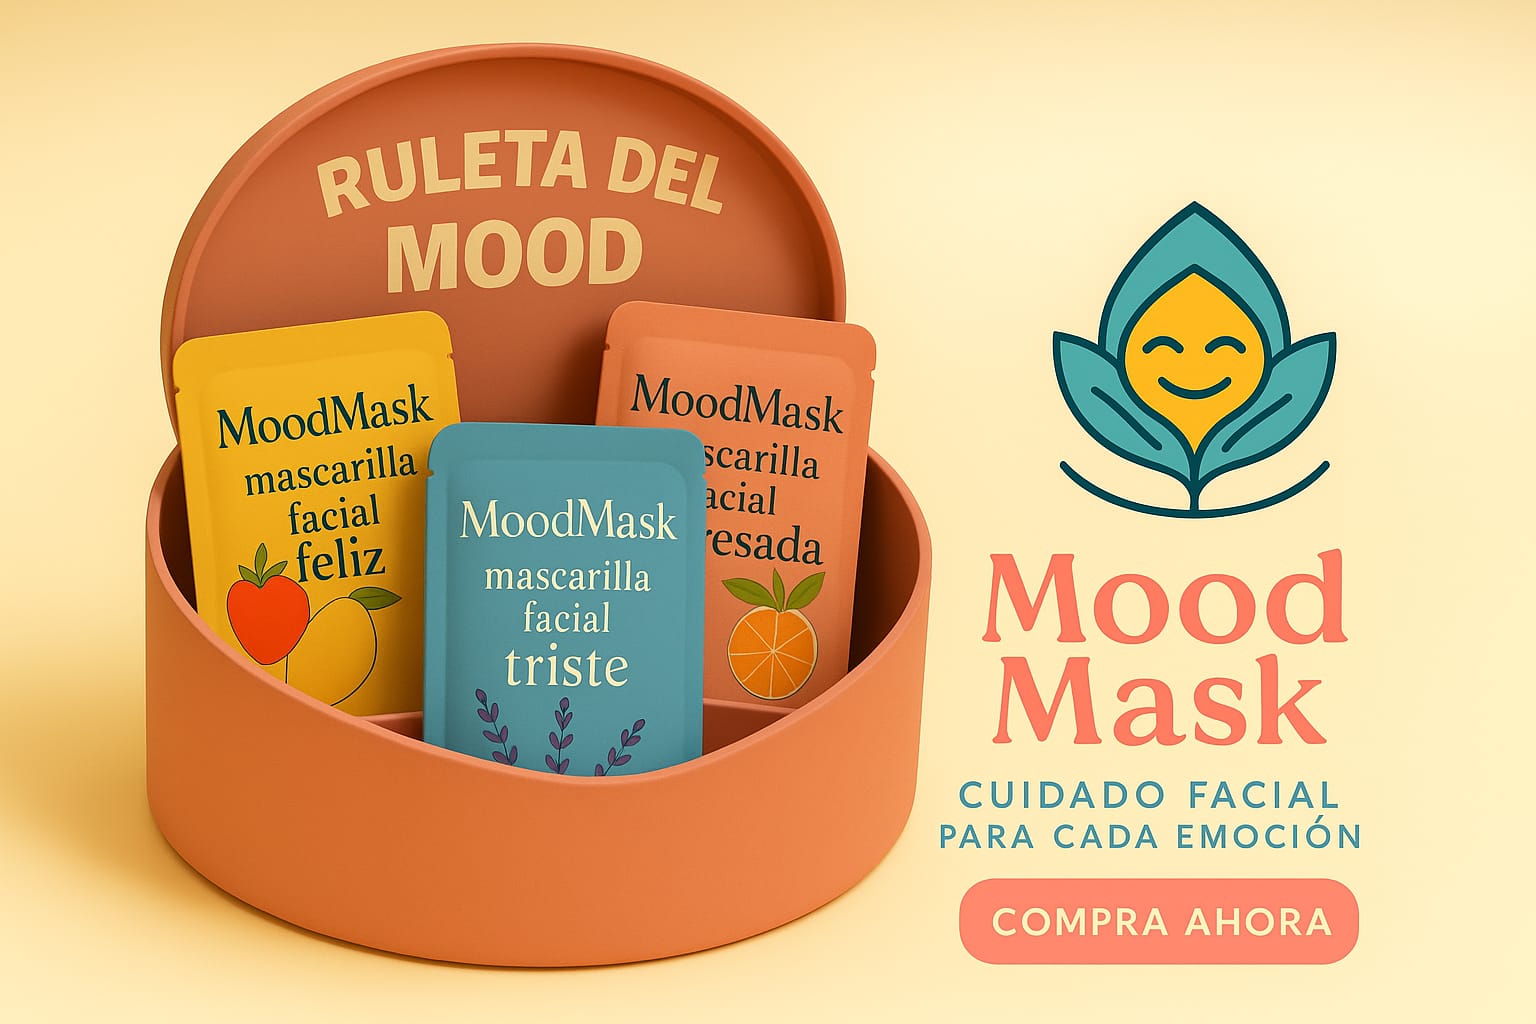 RULETA DEL
MOOD
MoodMask
mascarilla
facial
feliz
MoodMask
mascarilla
facial
triste
MoodMask
scarilla
acial
resada
Mood
Mask
CUIDADO FACIAL
PARA CADA EMOCIÓN
COMPRA AHORA